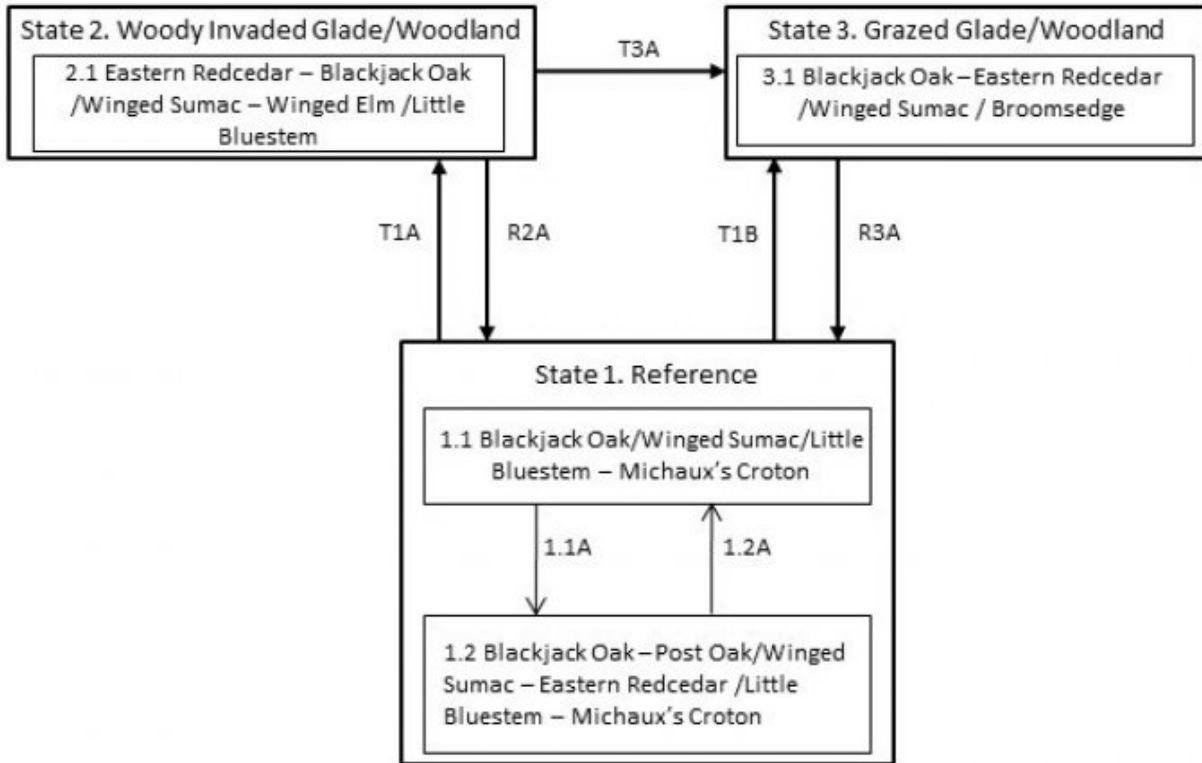 State 2. Woody Invaded Glade/Woodland
2.1 Eastern Redcedar – Blackjack Oak
/Winged Sumac – Winged Elm /Little
Bluestem
T3A
State 3. Grazed Glade/Woodland
3.1 Blackjack Oak – Eastern Redcedar
/Winged Sumac / Broomsedge
T1A
R2A
T1B
R3A
State 1. Reference
1.1 Blackjack Oak/Winged Sumac/Little
Bluestem – Michaux's Croton
1.1A
1.2A
1.2 Blackjack Oak – Post Oak/Winged
Sumac – Eastern Redcedar /Little
Bluestem – Michaux's Croton